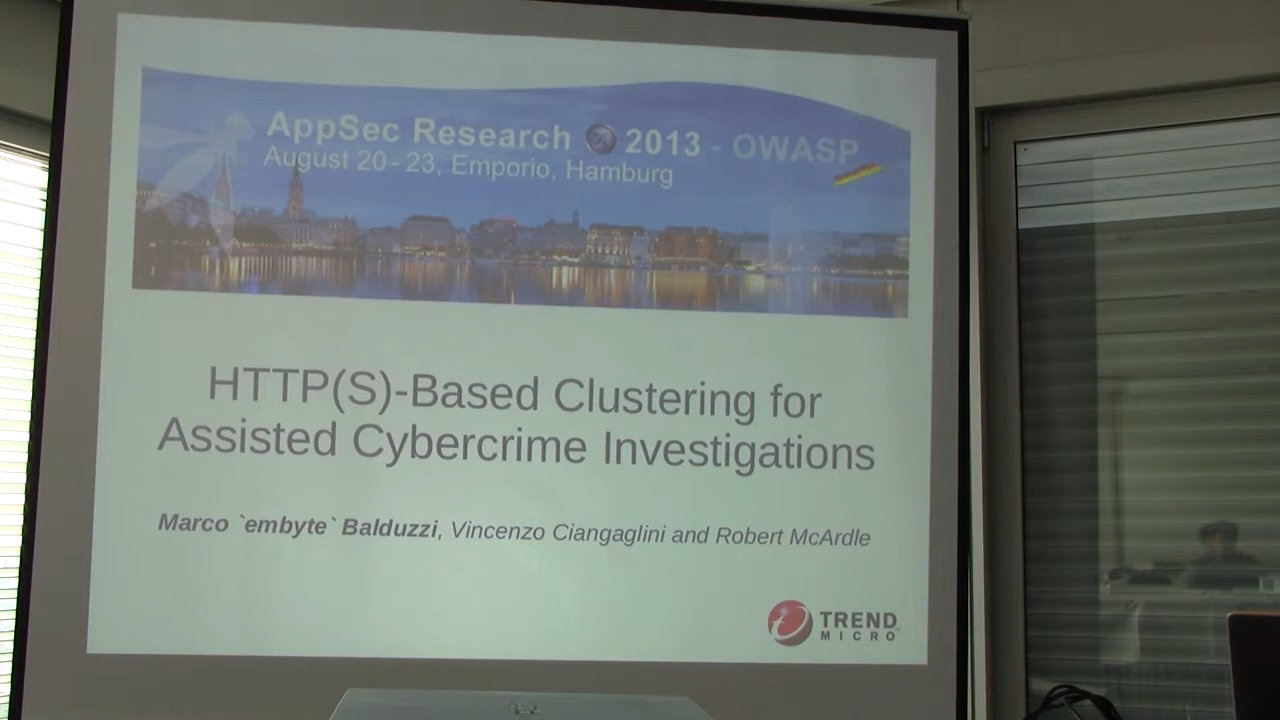 AppSec Research 2013 - OWASP
August 20 - 23, Emporio, Hamburg
HTTP(S)-Based Clustering for
Assisted Cybercrime Investigations
Marco `embyte` Balduzzi, Vincenzo Ciangaglini and Robert McArdle
TREND
MICRO